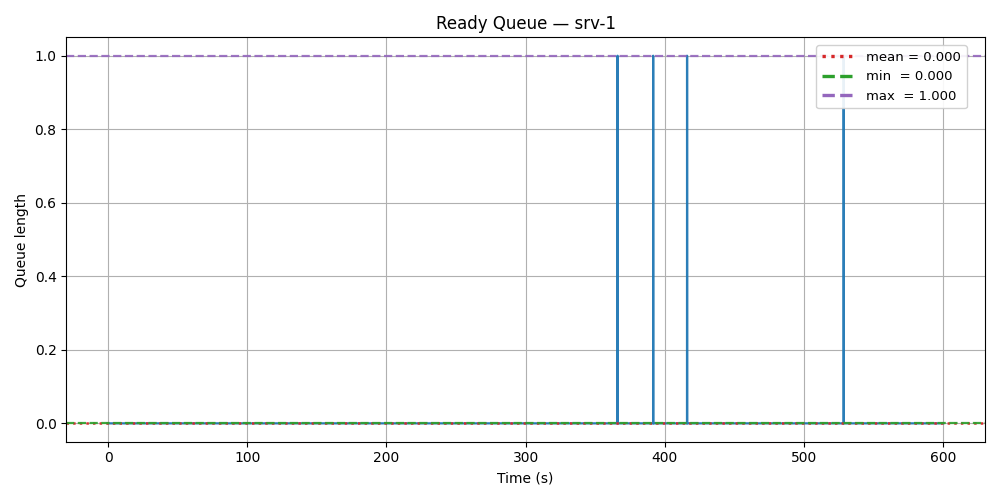 Ready Queue — srv-1
mean = 0.000
min  = 0.000
max  = 1.000
Queue length
1.0
0.8
0.6
0.4
0.2
0.0
0 100 200 300 400 500 600
Time (s)